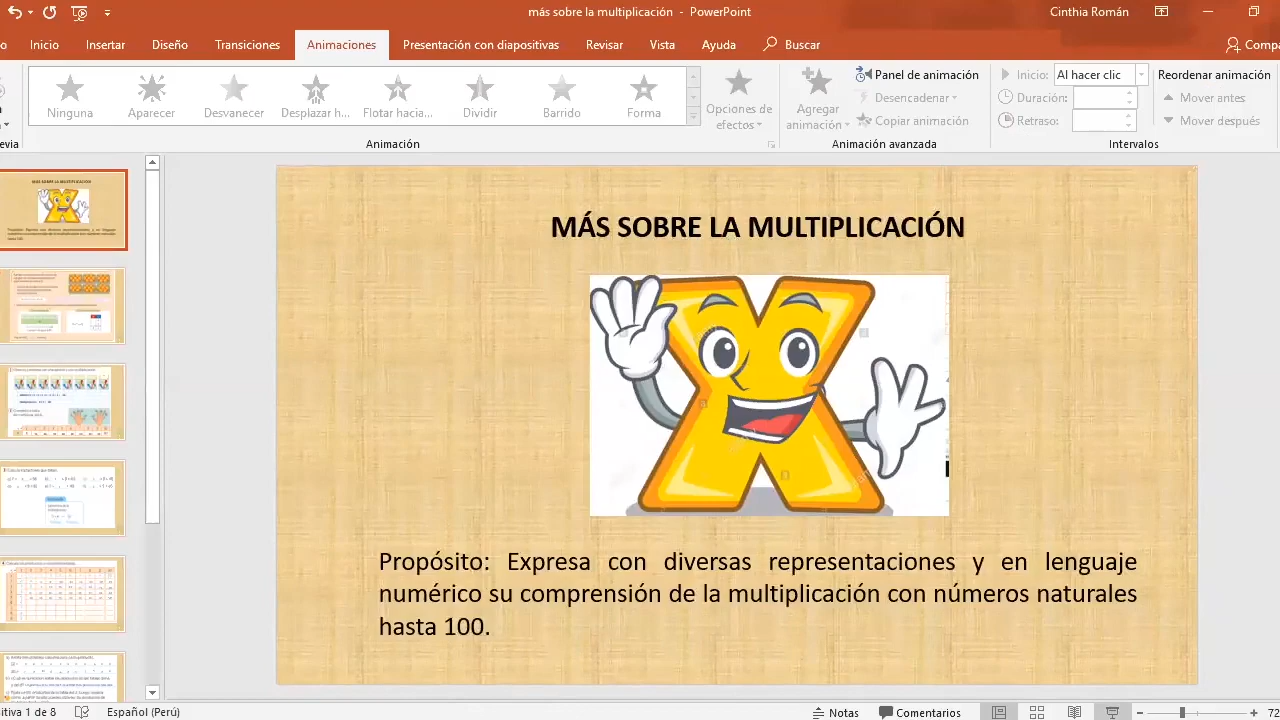 más sobre la multiplicación - PowerPoint
Cinthia Román
Inicio
Insertar
Diseño
Transiciones
Animaciones
Presentación con diapositivas
Revisar
Vista
Ayuda
Buscar
Ninguna
Aparecer
Desvanecer
Desplazar h...
Flotar hacia...
Dividir
Barrido
Forma
Opciones de
efectos
Agregar
animación
Panel de animación
Desencadenar
Copiar animación
Inicio: Al hacer clic
Duración:
Retraso:
Reordenar animación
Mover antes
Mover después
Animación
Animación avanzada
Intervalos
MÁS SOBRE LA MULTIPLICACIÓN
Propósito: Expresa con diversas representaciones y en lenguaje
numérico su comprensión de la multiplicación con números naturales
hasta 100.
1 de 8
Español (Perú)
Notas
Comentarios